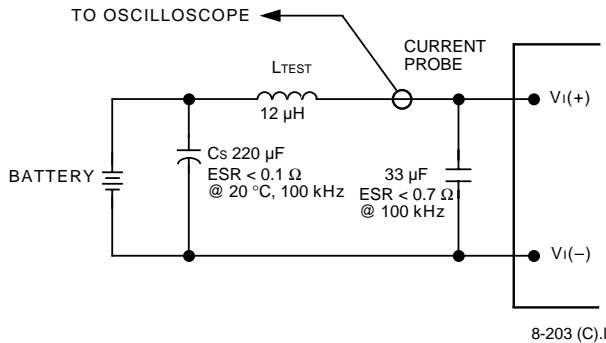 TO OSCILLOSCOPE
CURRENT
PROBE
LTEST
12 µH
VI(+)
CS 220 µF
ESR < 0.1 Ω
@ 20 °C, 100 kHz
33 µF
ESR < 0.7 Ω
@ 100 kHz
BATTERY
VI(–)
8-203 (C).l